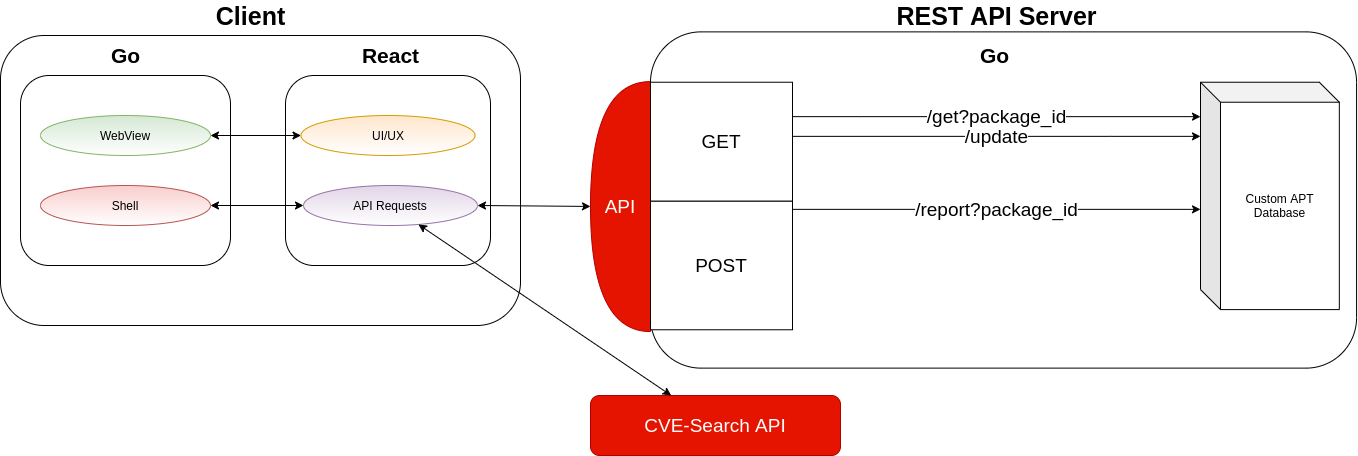 Client
REST API Server
Go
React
Go
WebView
UI/UX
Shell
API Requests
API
GET
POST
/get?package_id
/update
/report?package_id
Custom APT
Database
CVE-Search API